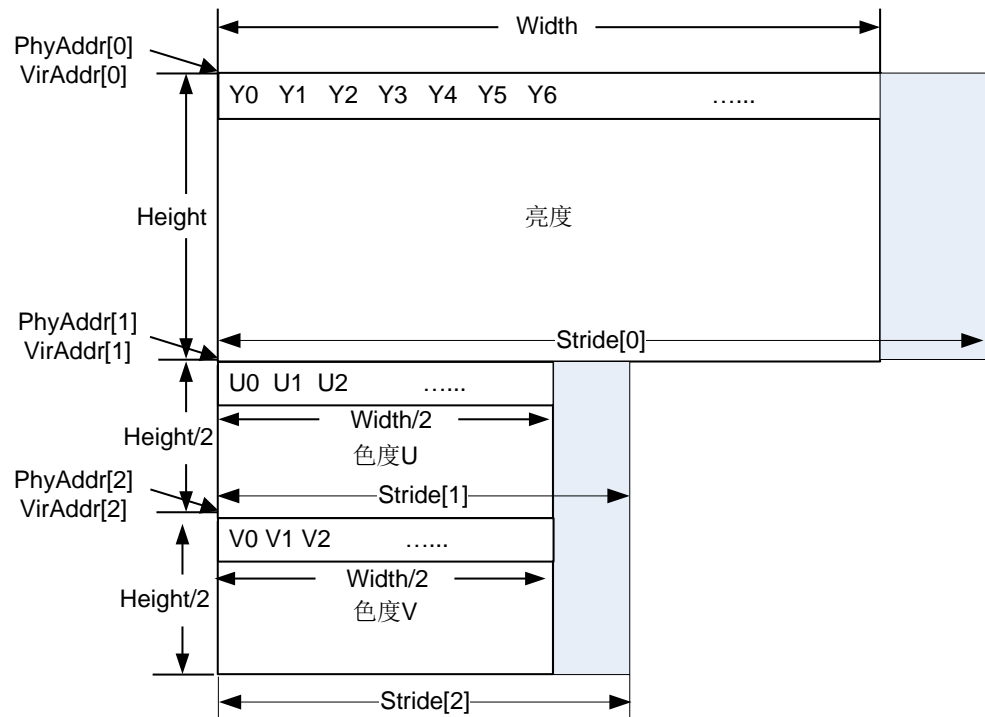 Width
PhyAddr[0]
VirAddr[0]
Y0 Y1 Y2 Y3 Y4 Y5 Y6 …...
Height
亮度
PhyAddr[1]
VirAddr[1]
Stride[0]
U0 U1 U2 …...
Width/2
Height/2
色度U
PhyAddr[2]
VirAddr[2]
Stride[1]
V0 V1 V2 …...
Width/2
Height/2
色度V
Stride[2]